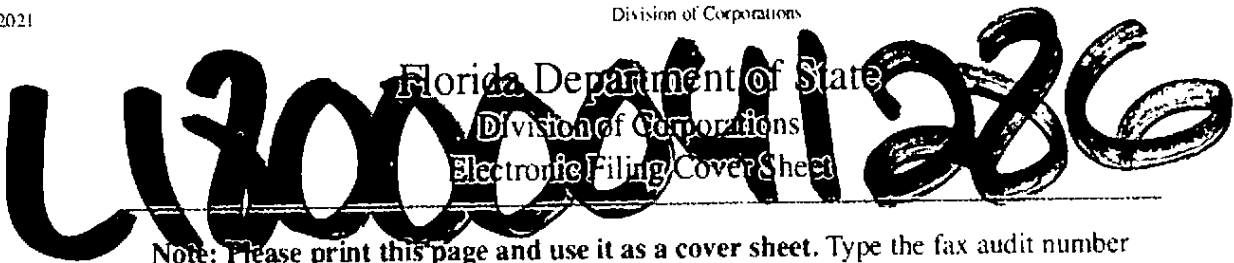 2021 Division of Corporations
L18000041286
Florida Department of State
Division of Corporations
Electronic Filing Cover Sheet
Note: Please print this page and use it as a cover sheet. Type the fax audit number